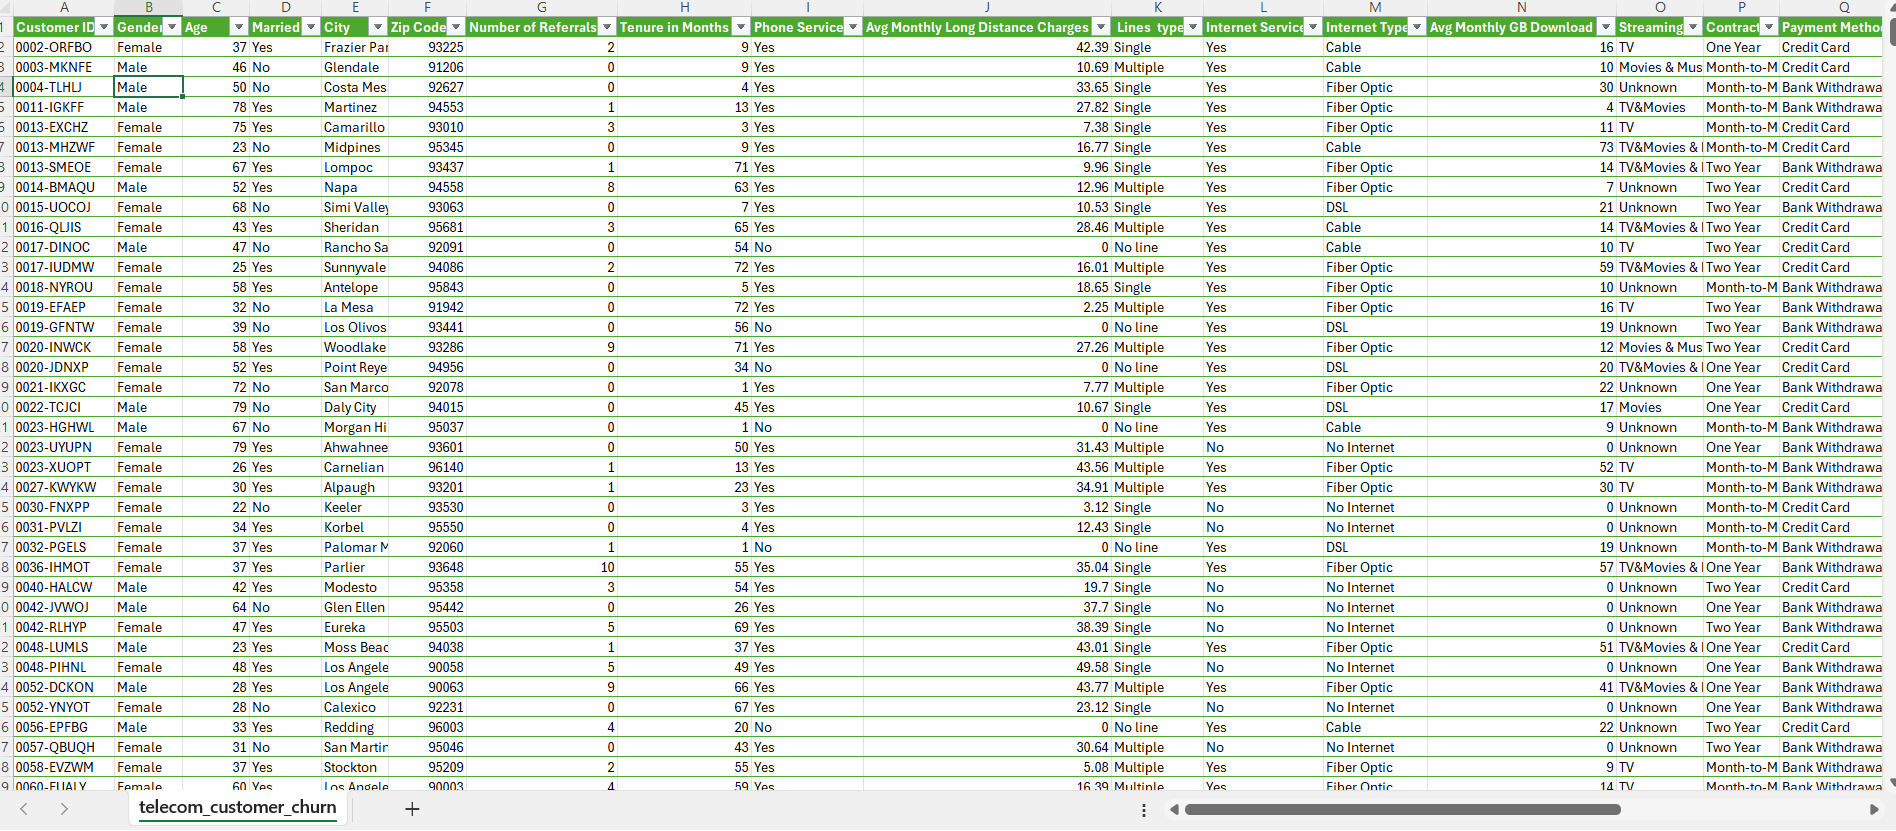 A B C D E F G H I J K L M N O P Q
Customer ID Gender Age Married City Zip Code Number of Referrals Tenure in Months Phone Service Avg Monthly Long Distance Charges Lines type Internet Service Internet Type Avg Monthly GB Download Streaming Contract Payment Metho
0002-ORFBO Female 37 Yes Frazier Par 93225 2 9 Yes 42.39 Single Yes Cable 16 TV One Year Credit Card
0003-MKNFE Male 46 No Glendale 91206 0 9 Yes 10.69 Multiple Yes Cable 10 Movies & Mus Month-to-M Credit Card
0004-TLHLJ Male 50 No Costa Mes 92627 0 4 Yes 33.65 Single Yes Fiber Optic 30 Unknown Month-to-M Bank Withdrawa
0011-IGKFF Male 78 Yes Martinez 94553 1 13 Yes 27.82 Single Yes Fiber Optic 4 TV&Movies Month-to-M Bank Withdrawa
0013-EXCHZ Female 75 Yes Camarillo 93010 3 3 Yes 7.38 Single Yes Fiber Optic 11 TV Month-to-M Credit Card
0013-MHZWF Female 23 No Midpines 95345 0 9 Yes 16.77 Single Yes Cable 73 TV&Movies & Month-to-M Credit Card
0013-SMEOE Female 67 Yes Lompoc 93437 1 71 Yes 9.96 Single Yes Fiber Optic 14 TV&Movies & Two Year Bank Withdrawa
0014-BMAQU Male 52 Yes Napa 94558 8 63 Yes 12.96 Multiple Yes Fiber Optic 7 Unknown Two Year Credit Card
0015-UOCOJ Female 68 No Simi Valley 93063 0 7 Yes 10.53 Single Yes DSL 21 Unknown Two Year Bank Withdrawa
0016-QLJIS Female 43 Yes Sheridan 95681 3 65 Yes 28.46 Multiple Yes Cable 14 TV&Movies & Two Year Credit Card
0017-DINOC Male 47 No Rancho Sa 92091 0 54 No 0 No line Yes Cable 10 TV Two Year Credit Card
0017-IUDMW Female 25 Yes Sunnyvale 94086 2 72 Yes 16.01 Multiple Yes Fiber Optic 59 TV&Movies & Two Year Credit Card
0018-NYROU Female 58 Yes Antelope 95843 0 5 Yes 18.65 Single Yes Fiber Optic 10 Unknown Month-to-M Bank Withdrawa
0019-EFAEP Female 32 No La Mesa 91942 0 72 Yes 2.25 Multiple Yes Fiber Optic 16 TV Two Year Bank Withdrawa
0019-GFNTW Female 39 No Los Olivos 93441 0 56 No 0 No line Yes DSL 19 Unknown Two Year Bank Withdrawa
0020-INWCK Female 58 Yes Woodlake 93286 9 71 Yes 27.26 Multiple Yes Fiber Optic 12 Movies & Mus Two Year Credit Card
0020-JDNXP Female 52 Yes Point Reye 94956 0 34 No 0 No line Yes DSL 20 TV&Movies & One Year Credit Card
0021-IKXGC Female 72 No San Marco 92078 0 1 Yes 7.77 Multiple Yes Fiber Optic 22 Unknown One Year Bank Withdrawa
0022-TCJCI Male 79 No Daly City 94015 0 45 Yes 10.67 Single Yes DSL 17 Movies One Year Credit Card
0023-HGHWL Male 67 No Morgan Hi 95037 0 1 No 0 No line Yes Cable 9 Unknown Month-to-M Bank Withdrawa
0023-UYUPN Female 79 Yes Ahwahnee 93601 0 50 Yes 31.43 Multiple No No Internet 0 Unknown One Year Bank Withdrawa
0023-XUOPT Female 26 Yes Carnelian 96140 1 13 Yes 43.56 Multiple Yes Fiber Optic 52 TV Month-to-M Bank Withdrawa
0027-KWYKW Female 30 Yes Alpaugh 93201 1 23 Yes 34.91 Multiple Yes Fiber Optic 30 TV Month-to-M Bank Withdrawa
0030-FNXPP Female 22 No Keeler 93530 0 3 Yes 3.12 Single No No Internet 0 Unknown Month-to-M Credit Card
0031-PVLZI Female 34 Yes Korbel 95550 0 4 Yes 12.43 Single No No Internet 0 Unknown Month-to-M Credit Card
0032-PGELS Female 37 Yes Palomar M 92060 1 1 No 0 No line Yes DSL 19 Unknown Month-to-M Bank Withdrawa
0036-IHMOT Female 37 Yes Parlier 93648 10 55 Yes 35.04 Single Yes Fiber Optic 57 TV&Movies & One Year Bank Withdrawa
0040-HALCW Male 42 Yes Modesto 95358 3 54 Yes 19.7 Single No No Internet 0 Unknown Two Year Credit Card
0042-JVWOJ Male 64 No Glen Ellen 95442 0 26 Yes 37.7 Single No No Internet 0 Unknown One Year Bank Withdrawa
0042-RLHYP Female 47 Yes Eureka 95503 5 69 Yes 38.39 Single No No Internet 0 Unknown Two Year Bank Withdrawa
0048-LUMLS Male 23 Yes Moss Beac 94038 1 37 Yes 43.01 Single Yes Fiber Optic 51 TV&Movies & One Year Credit Card
0048-PIHNL Female 48 Yes Los Angele 90058 5 49 Yes 49.58 Single No No Internet 0 Unknown One Year Bank Withdrawa
0052-DCKON Male 28 Yes Los Angele 90063 9 66 Yes 43.77 Multiple Yes Fiber Optic 41 TV&Movies & One Year Bank Withdrawa
0052-YNYOT Female 28 No Calexico 92231 0 67 Yes 23.12 Single No No Internet 0 Unknown One Year Bank Withdrawa
0056-EPFBG Male 33 Yes Redding 96003 4 20 No 0 No line Yes Cable 22 Unknown Two Year Credit Card
0057-QBUQH Female 31 No San Martin 95046 0 43 Yes 30.64 Multiple No No Internet 0 Unknown Two Year Bank Withdrawa
0058-EVZWM Female 37 Yes Stockton 95209 2 55 Yes 5.08 Multiple Yes Fiber Optic 9 TV Month-to-M Bank Withdrawa
0060-FUALY Female 60 Yes Los Angele 90003 4 59 Yes 16.39 Multiple Yes Fiber Optic 14 TV Month-to-M Bank Withdrawa
telecom_customer_churn